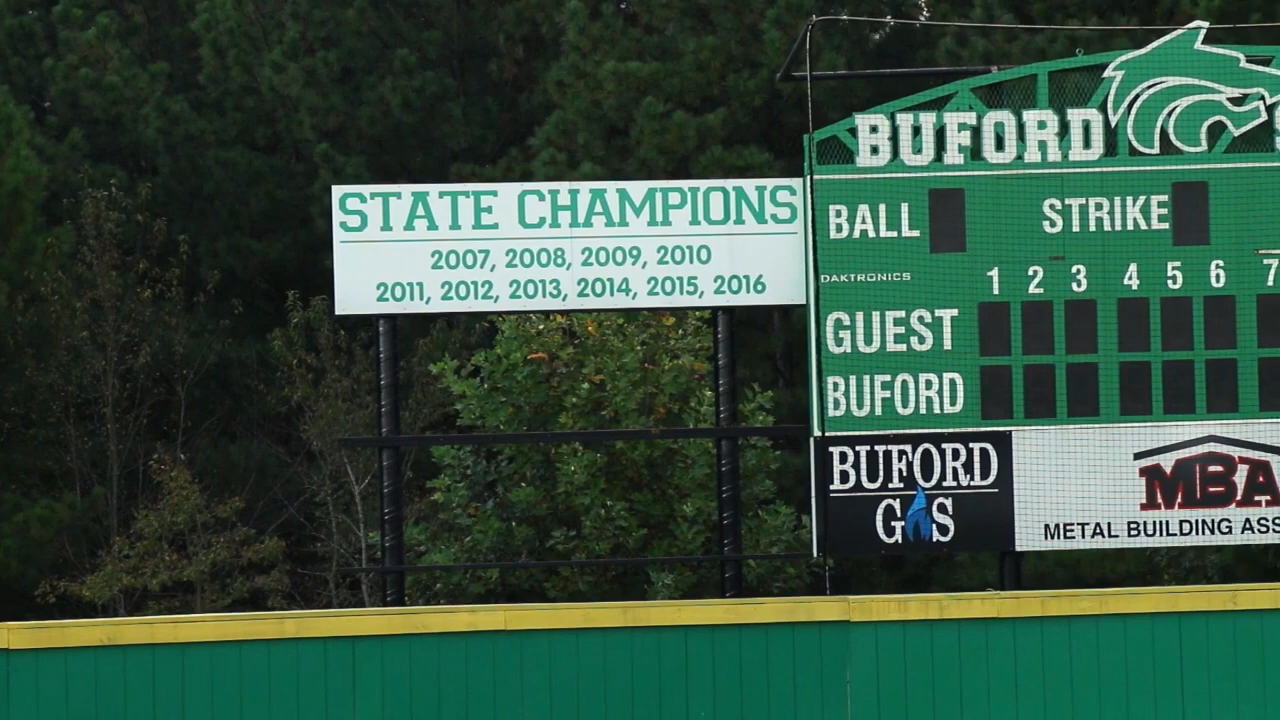 STATE CHAMPIONS
2007, 2008, 2009, 2010
2011, 2012, 2013, 2014, 2015, 2016
BUFORD
BALL STRIKE
DAKTRONICS 1 2 3 4 5 6 7
GUEST
BUFORD
BUFORD
GAS
MBA
METAL BUILDING ASS